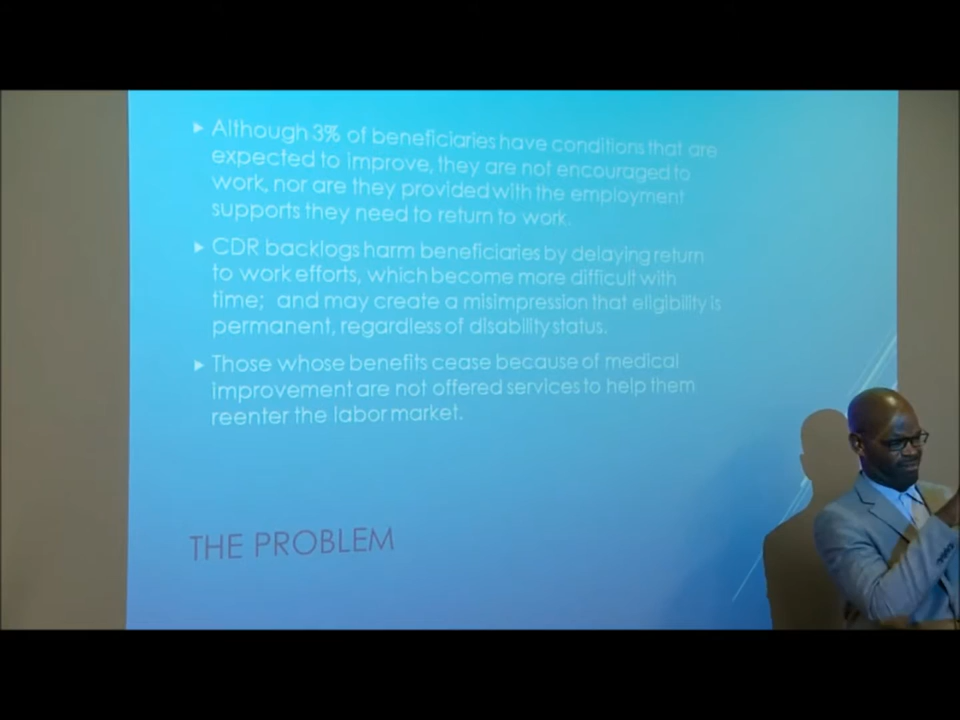 Although 3% of beneficiaries have conditions that are
expected to improve, they are not encouraged to
work, nor are they provided with the employment
supports they need to return to work.
CDR backlogs harm beneficiaries by delaying return
to work efforts, which become more difficult with
time; and may create a misimpression that eligibility is
permanent, regardless of disability status.
Those whose benefits cease because of medical
improvement are not offered services to help them
reenter the labor market.
THE PROBLEM